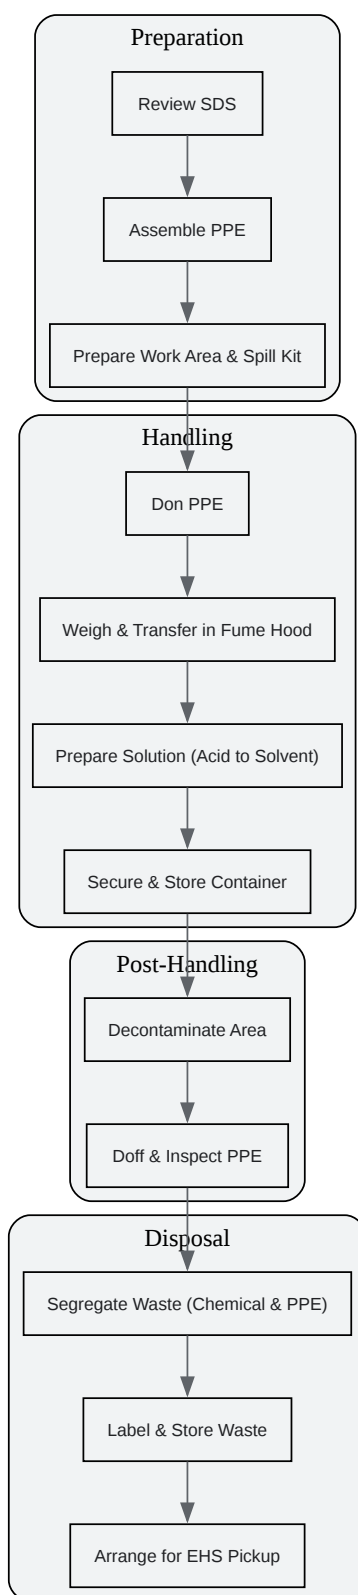 Preparation
Review SDS
Assemble PPE
Prepare Work Area & Spill Kit
Handling
Don PPE
Weigh & Transfer in Fume Hood
Prepare Solution (Acid to Solvent)
Secure & Store Container
Post-Handling
Decontaminate Area
Doff & Inspect PPE
Disposal
Segregate Waste (Chemical & PPE)
Label & Store Waste
Arrange for EHS Pickup